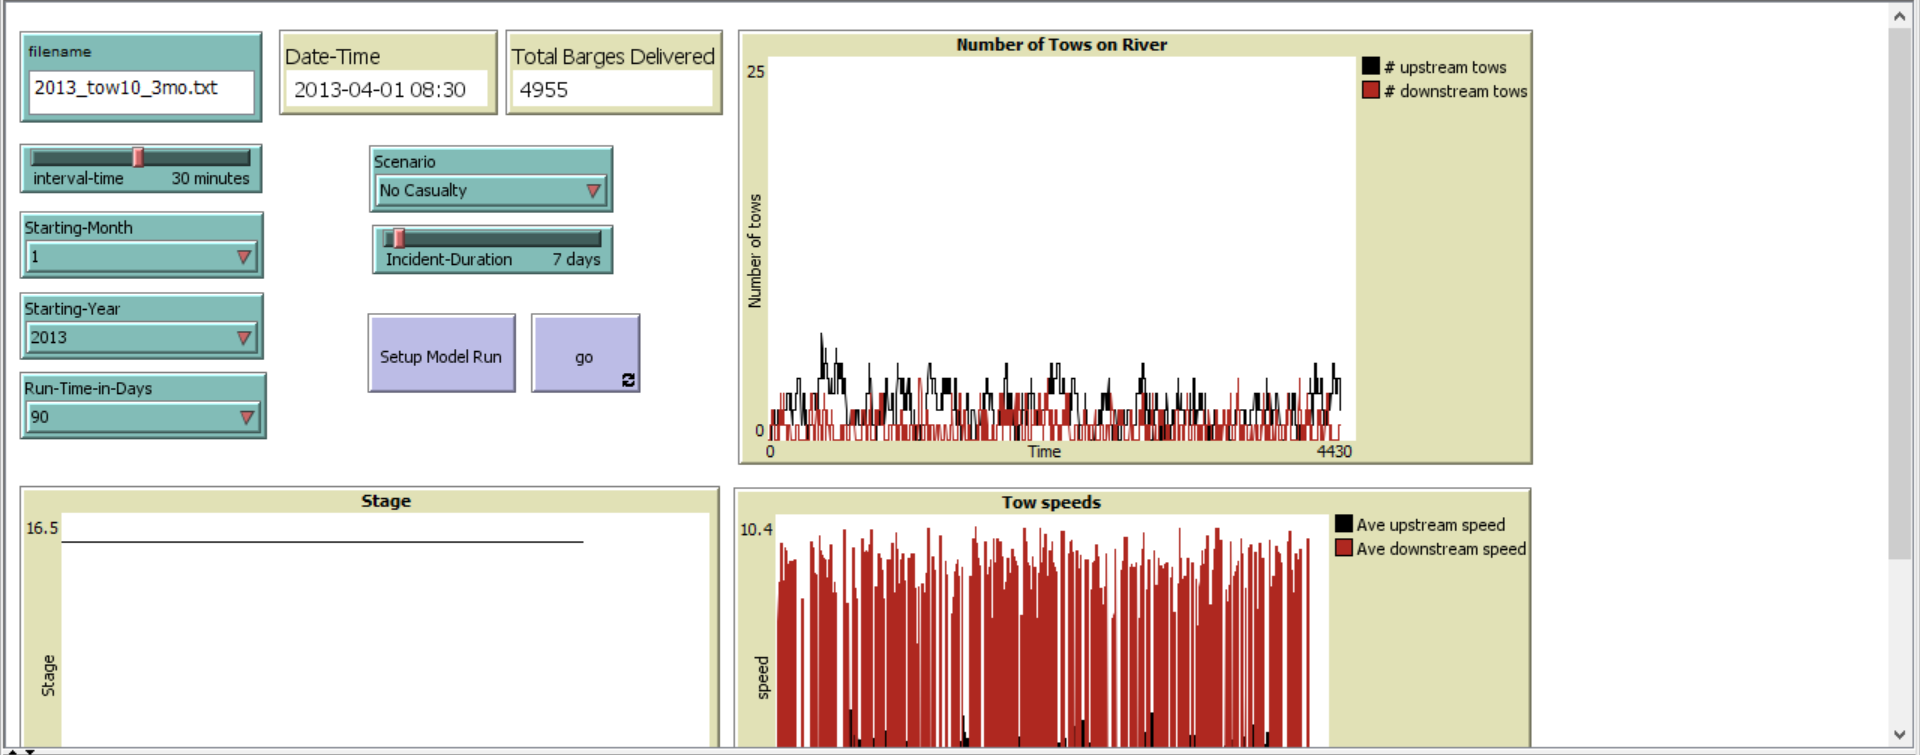 filename
2013_tow10_3mo.txt
Date-Time
2013-04-01 08:30
Total Barges Delivered
4955
interval-time 30 minutes
Scenario
No Casualty
Starting-Month
1
Incident-Duration 7 days
Starting-Year
2013
Setup Model Run
go
Run-Time-in-Days
90
Number of Tows on River
25
Number of tows
0
0
Time
4430
# upstream tows
# downstream tows
Stage
16.5
Stage
Tow speeds
10.4
speed
Ave upstream speed
Ave downstream speed